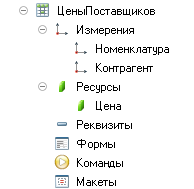 ЦеныПоставщиков
Измерения
Номенклатура
Контрагент
Ресурсы
Цена
Реквизиты
Формы
Команды
Макеты